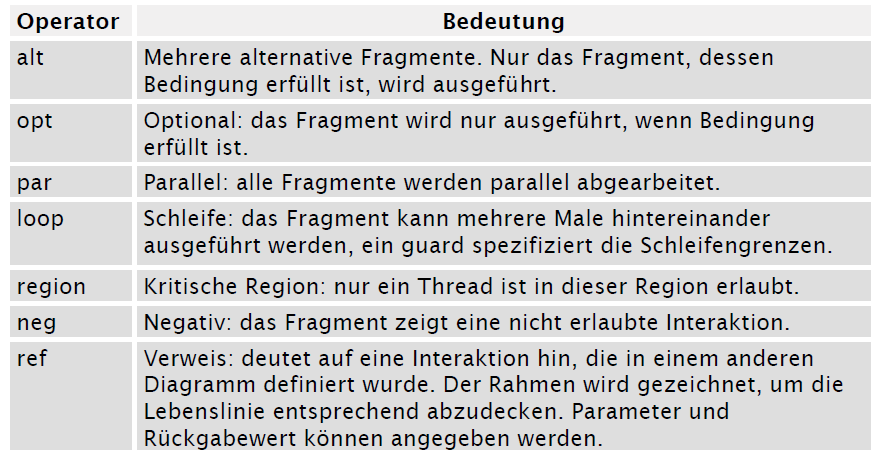 Operator Bedeutung
alt Mehrere alternative Fragmente. Nur das Fragment, dessen
Bedingung erfüllt ist, wird ausgeführt.
opt Optional: das Fragment wird nur ausgeführt, wenn Bedingung
erfüllt ist.
par Parallel: alle Fragmente werden parallel abgearbeitet.
loop Schleife: das Fragment kann mehrere Male hintereinander
ausgeführt werden, ein guard spezifiziert die Schleifengrenzen.
region Kritische Region: nur ein Thread ist in dieser Region erlaubt.
neg Negativ: das Fragment zeigt eine nicht erlaubte Interaktion.
ref Verweis: deutet auf eine Interaktion hin, die in einem anderen
Diagramm definiert wurde. Der Rahmen wird gezeichnet, um die
Lebenslinie entsprechend abzudecken. Parameter und
Rückgabewert können angegeben werden.